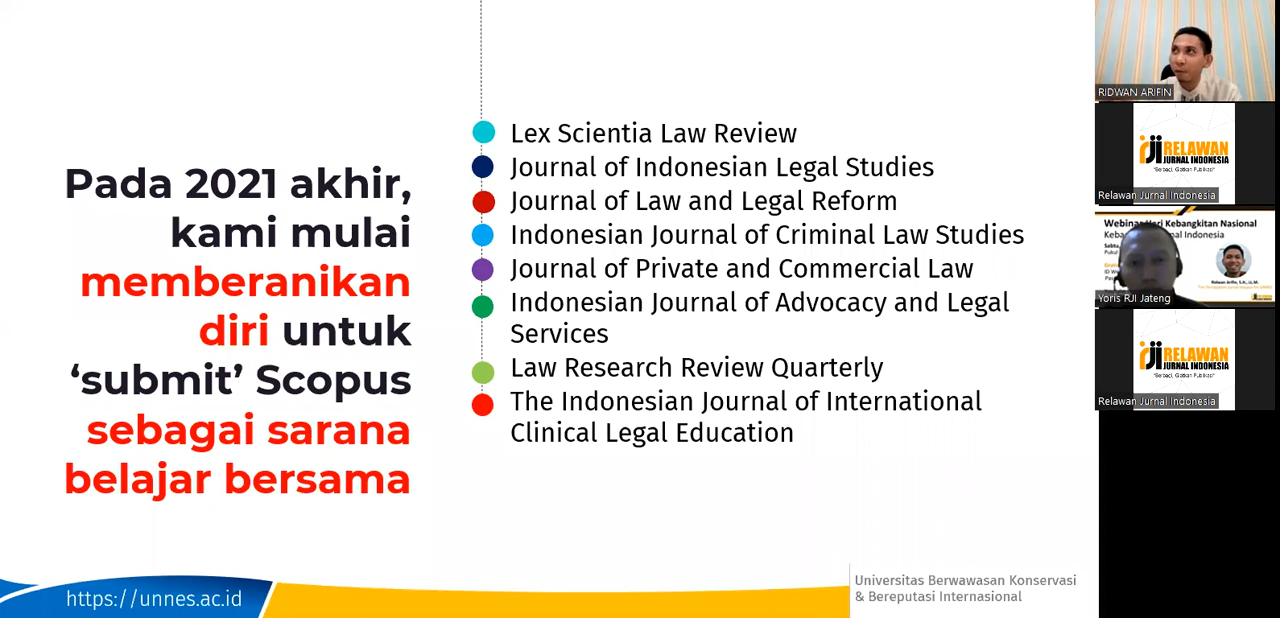 Pada 2021 akhir,
kami mulai
memberanikan
diri untuk
‘submit’ Scopus
sebagai sarana
belajar bersama
Lex Scientia Law Review
Journal of Indonesian Legal Studies
Journal of Law and Legal Reform
Indonesian Journal of Criminal Law Studies
Journal of Private and Commercial Law
Indonesian Journal of Advocacy and Legal
Services
Law Research Review Quarterly
The Indonesian Journal of International
Clinical Legal Education
https://unnes.ac.id
Universitas Berwawasan Konservasi
& Bereputasi Internasional
RIDWAN ARIFIN
RELAWAN
JURNAL INDONESIA
Relawan Jurnal Indonesia
Kebangkitan Nasional
Yoris RJI Jateng
RELAWAN
JURNAL INDONESIA
Relawan Jurnal Indonesia